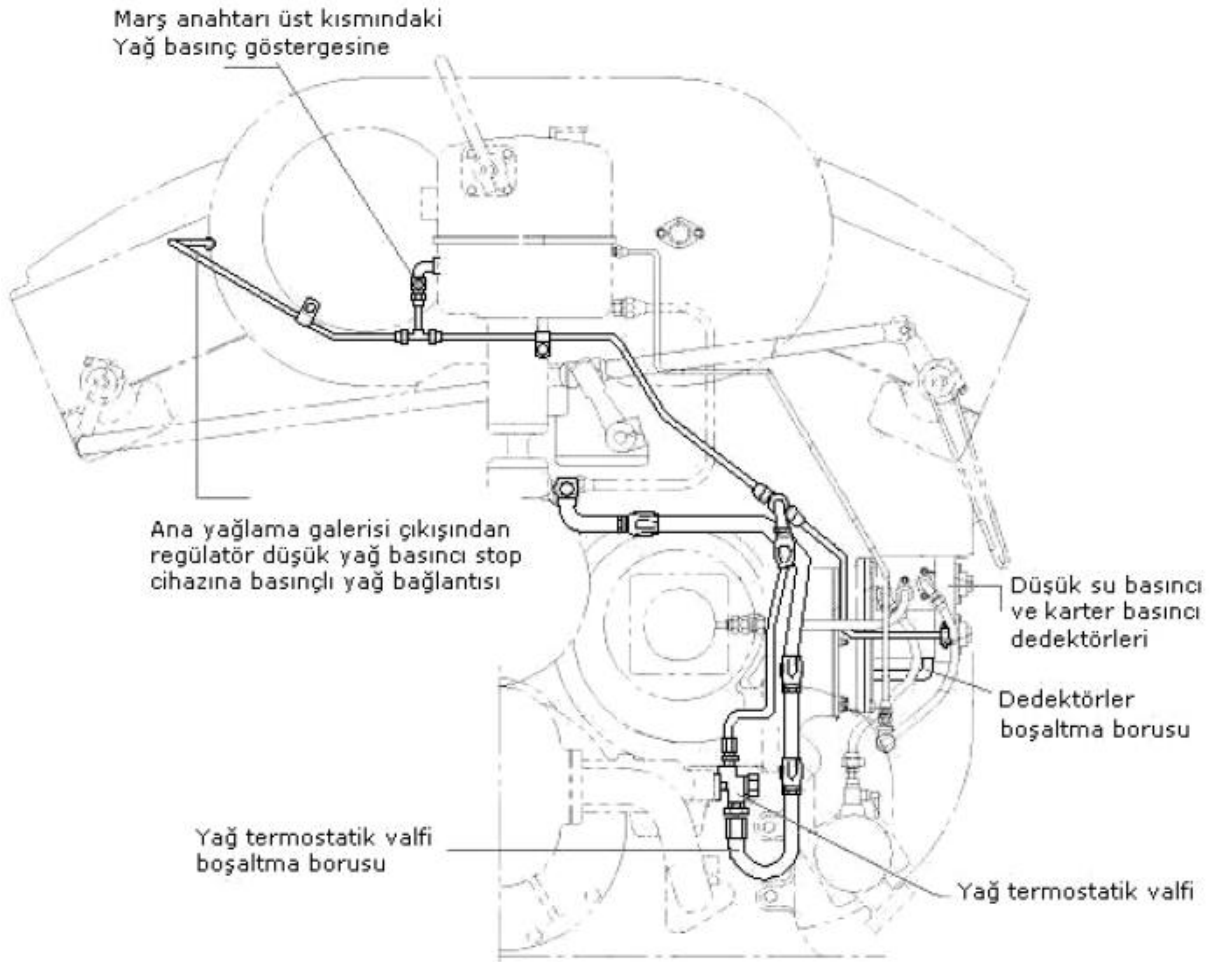 Marş anahtarı üst kısmındaki
Yağ basınç göstergesine
Ana yağlama galerisi çıkışından
regülatör düşük yağ basıncı stop
cihazına basınçlı yağ bağlantısı
Düşük su basıncı
ve karter basıncı
dedektörleri
Dedektörler
boşaltma borusu
Yağ termostatik valfi
boşaltma borusu
Yağ termostatik valfi